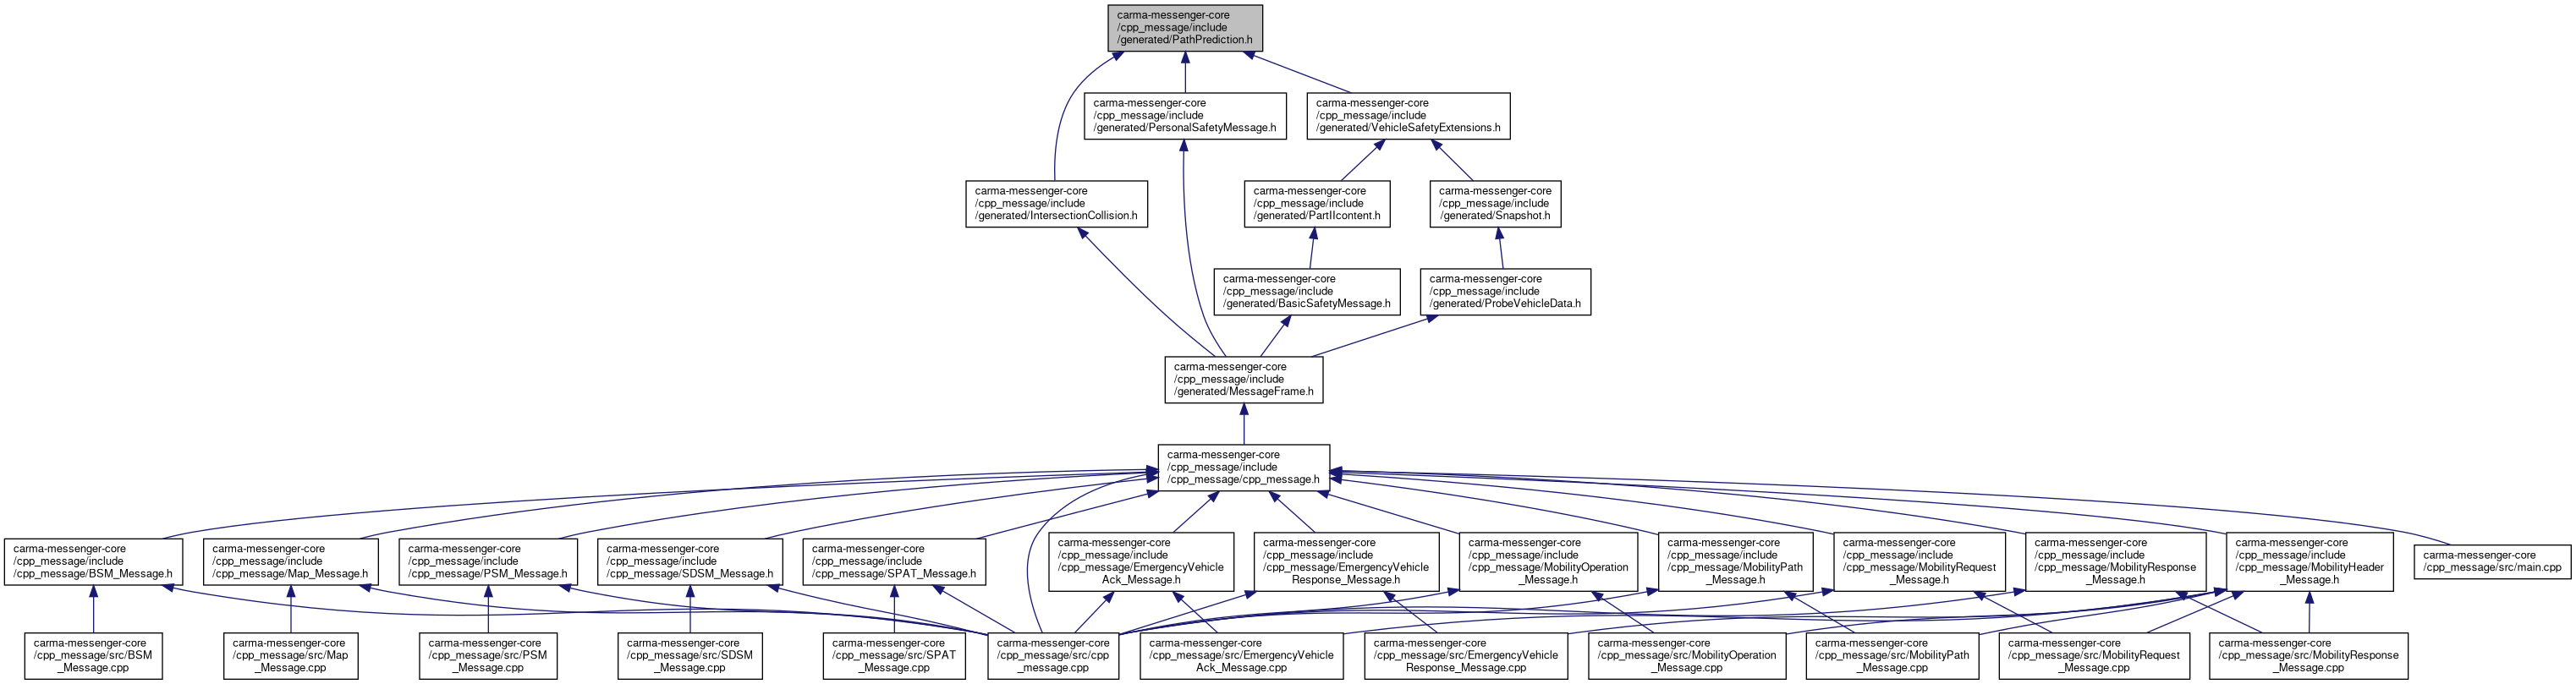 carma-messenger-core
/cpp_message/include
/generated/PathPrediction.h
carma-messenger-core
/cpp_message/include
/generated/PersonalSafetyMessage.h
carma-messenger-core
/cpp_message/include
/generated/VehicleSafetyExtensions.h
carma-messenger-core
/cpp_message/include
/generated/IntersectionCollision.h
carma-messenger-core
/cpp_message/include
/generated/PartIIcontent.h
carma-messenger-core
/cpp_message/include
/generated/Snapshot.h
carma-messenger-core
/cpp_message/include
/generated/BasicSafetyMessage.h
carma-messenger-core
/cpp_message/include
/generated/ProbeVehicleData.h
carma-messenger-core
/cpp_message/include
/generated/MessageFrame.h
carma-messenger-core
/cpp_message/include
/cpp_message/cpp_message.h
carma-messenger-core
/cpp_message/include
/cpp_message/BSM_Message.h
carma-messenger-core
/cpp_message/include
/cpp_message/Map_Message.h
carma-messenger-core
/cpp_message/include
/cpp_message/PSM_Message.h
carma-messenger-core
/cpp_message/include
/cpp_message/SDSM_Message.h
carma-messenger-core
/cpp_message/include
/cpp_message/SPAT_Message.h
carma-messenger-core
/cpp_message/include
/cpp_message/EmergencyVehicle
Ack_Message.h
carma-messenger-core
/cpp_message/include
/cpp_message/EmergencyVehicle
Response_Message.h
carma-messenger-core
/cpp_message/include
/cpp_message/MobilityOperation
_Message.h
carma-messenger-core
/cpp_message/include
/cpp_message/MobilityPath
_Message.h
carma-messenger-core
/cpp_message/include
/cpp_message/MobilityRequest
_Message.h
carma-messenger-core
/cpp_message/include
/cpp_message/MobilityResponse
_Message.h
carma-messenger-core
/cpp_message/include
/cpp_message/MobilityHeader
_Message.h
carma-messenger-core
/cpp_message/src/main.cpp
carma-messenger-core
/cpp_message/src/BSM
_Message.cpp
carma-messenger-core
/cpp_message/src/Map
_Message.cpp
carma-messenger-core
/cpp_message/src/PSM
_Message.cpp
carma-messenger-core
/cpp_message/src/SDSM
_Message.cpp
carma-messenger-core
/cpp_message/src/SPAT
_Message.cpp
carma-messenger-core
/cpp_message/src/cpp
_message.cpp
carma-messenger-core
/cpp_message/src/EmergencyVehicle
Ack_Message.cpp
carma-messenger-core
/cpp_message/src/EmergencyVehicle
Response_Message.cpp
carma-messenger-core
/cpp_message/src/MobilityOperation
_Message.cpp
carma-messenger-core
/cpp_message/src/MobilityPath
_Message.cpp
carma-messenger-core
/cpp_message/src/MobilityRequest
_Message.cpp
carma-messenger-core
/cpp_message/src/MobilityResponse
_Message.cpp